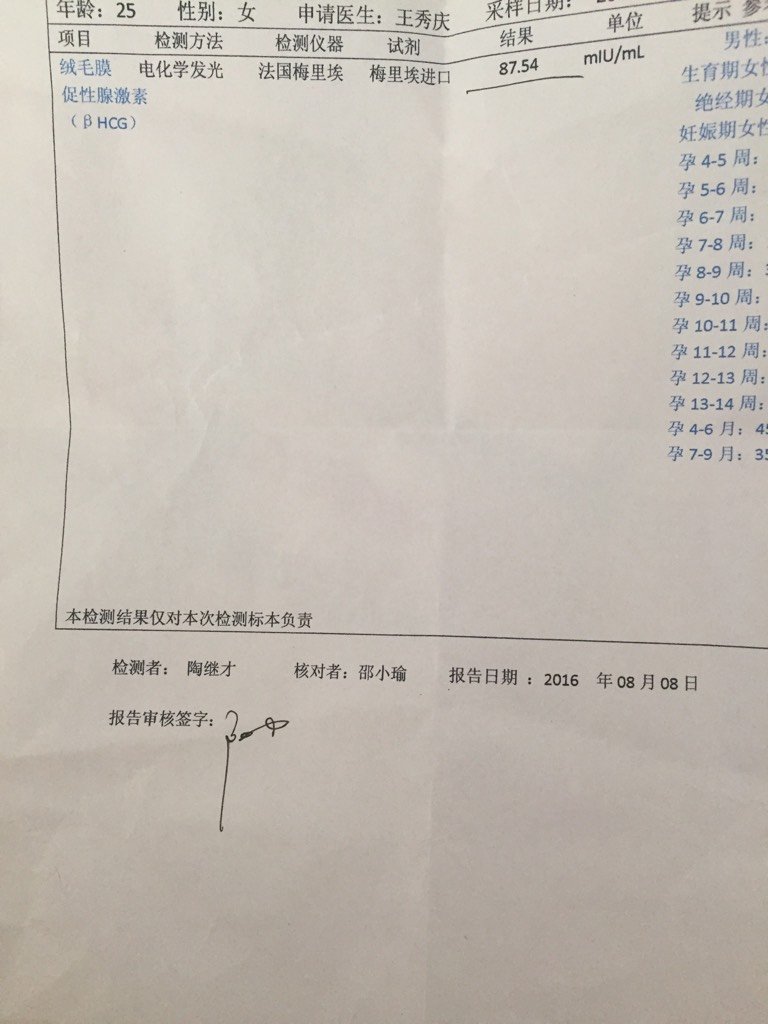 年龄：25 性别：女 申请医生：王秀庆 采样日期：
项目 检测方法 检测仪器 试剂 结果 单位 提示
绒毛膜 电化学发光 法国梅里埃 梅里埃进口 87.54 mIU/mL 男性：
促性腺激素 生育期女性
（βHCG） 绝经期女
妊娠期女性
孕 4-5 周：
孕 5-6 周：
孕 6-7 周：
孕 7-8 周：
孕 8-9 周：
孕 9-10 周：
孕 10-11 周：
孕 11-12 周：
孕 12-13 周：
孕 13-14 周：
孕 4-6 月：45
孕 7-9 月：35
本检测结果仅对本次检测标本负责
检测者： 陶继才 核对者：邵小瑜 报告日期 ：2016 年 08 月 08 日
报告审核签字：